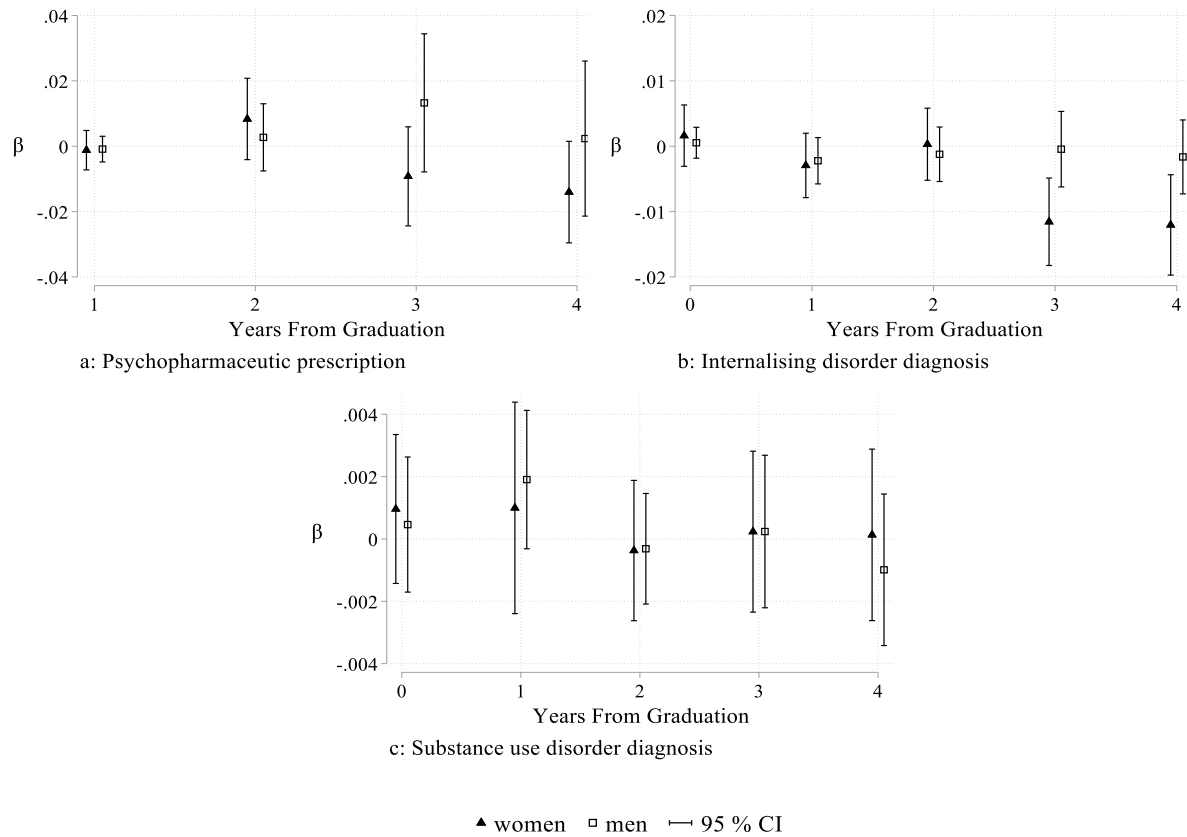 .04
.02
β
0
-.02
-.04
1 2 3 4
Years From Graduation
a: Psychopharmaceutic prescription
.02
.01
β
0
-.01
-.02
0 1 2 3 4
Years From Graduation
b: Internalising disorder diagnosis
.004
.002
β
0
-.002
-.004
0 1 2 3 4
Years From Graduation
c: Substance use disorder diagnosis
women men 95 % CI